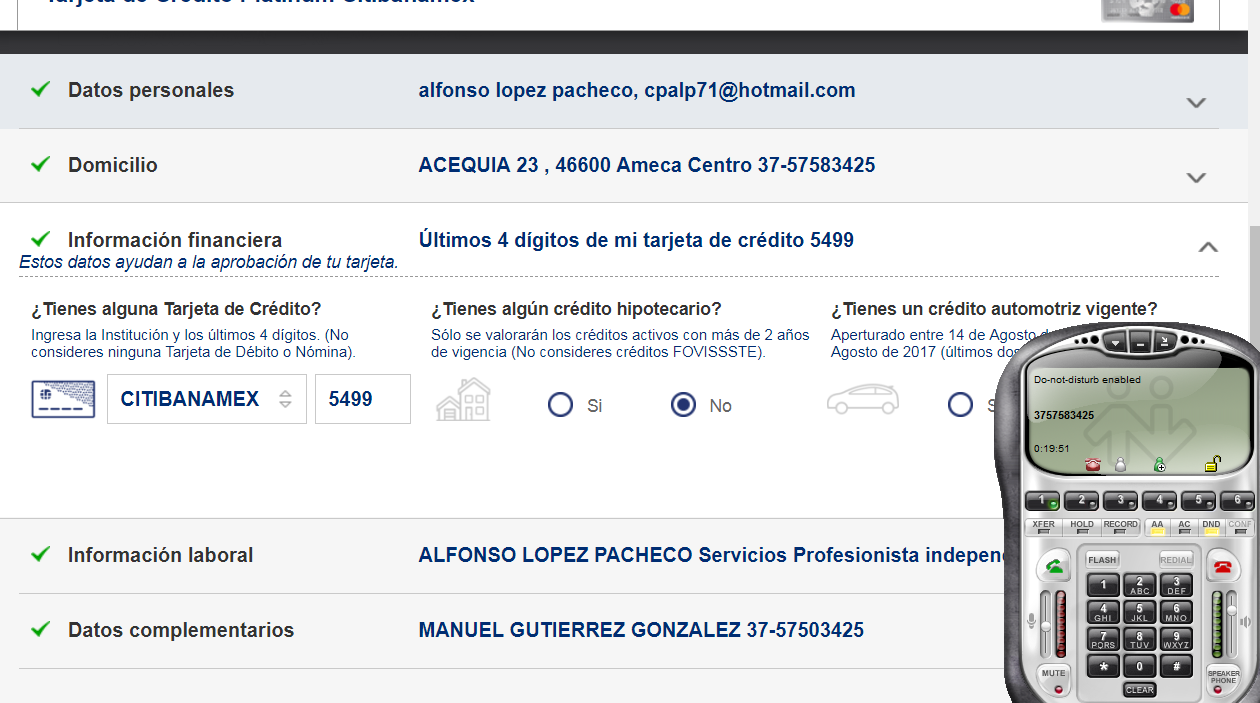 Tarjeta de Crédito Platinum Citibanamex
Datos personales alfonso lopez pacheco, cpalp71@hotmail.com
Domicilio ACEQUIA 23 , 46600 Ameca Centro 37-57583425
Información financiera Últimos 4 dígitos de mi tarjeta de crédito 5499
Estos datos ayudan a la aprobación de tu tarjeta.
¿Tienes alguna Tarjeta de Crédito?
Ingresa la Institución y los últimos 4 dígitos. (No
consideres ninguna Tarjeta de Débito o Nómina).
CITIBANAMEX 5499
¿Tienes algún crédito hipotecario?
Sólo se valorarán los créditos activos con más de 2 años
de vigencia (No consideres créditos FOVISSSTE).
Si No
¿Tienes un crédito automotriz vigente?
Aperturado entre 14 de Agosto
Agosto de 2017 (últimos dos
S
Información laboral ALFONSO LOPEZ PACHECO Servicios Profesionista indepen
Datos complementarios MANUEL GUTIERREZ GONZALEZ 37-57503425
Do-not-disturb enabled
3757583425
0:19:51
1 2 3 4 5 6
XFER HOLD RECORD AA AC DND CONF
FLASH REDIAL
1 2 ABC 3 DEF
4 GHI 5 JKL 6 MNO
7 PQRS 8 TUV 9 WXYZ
* 0 #
MUTE CLEAR SPEAKER PHONE